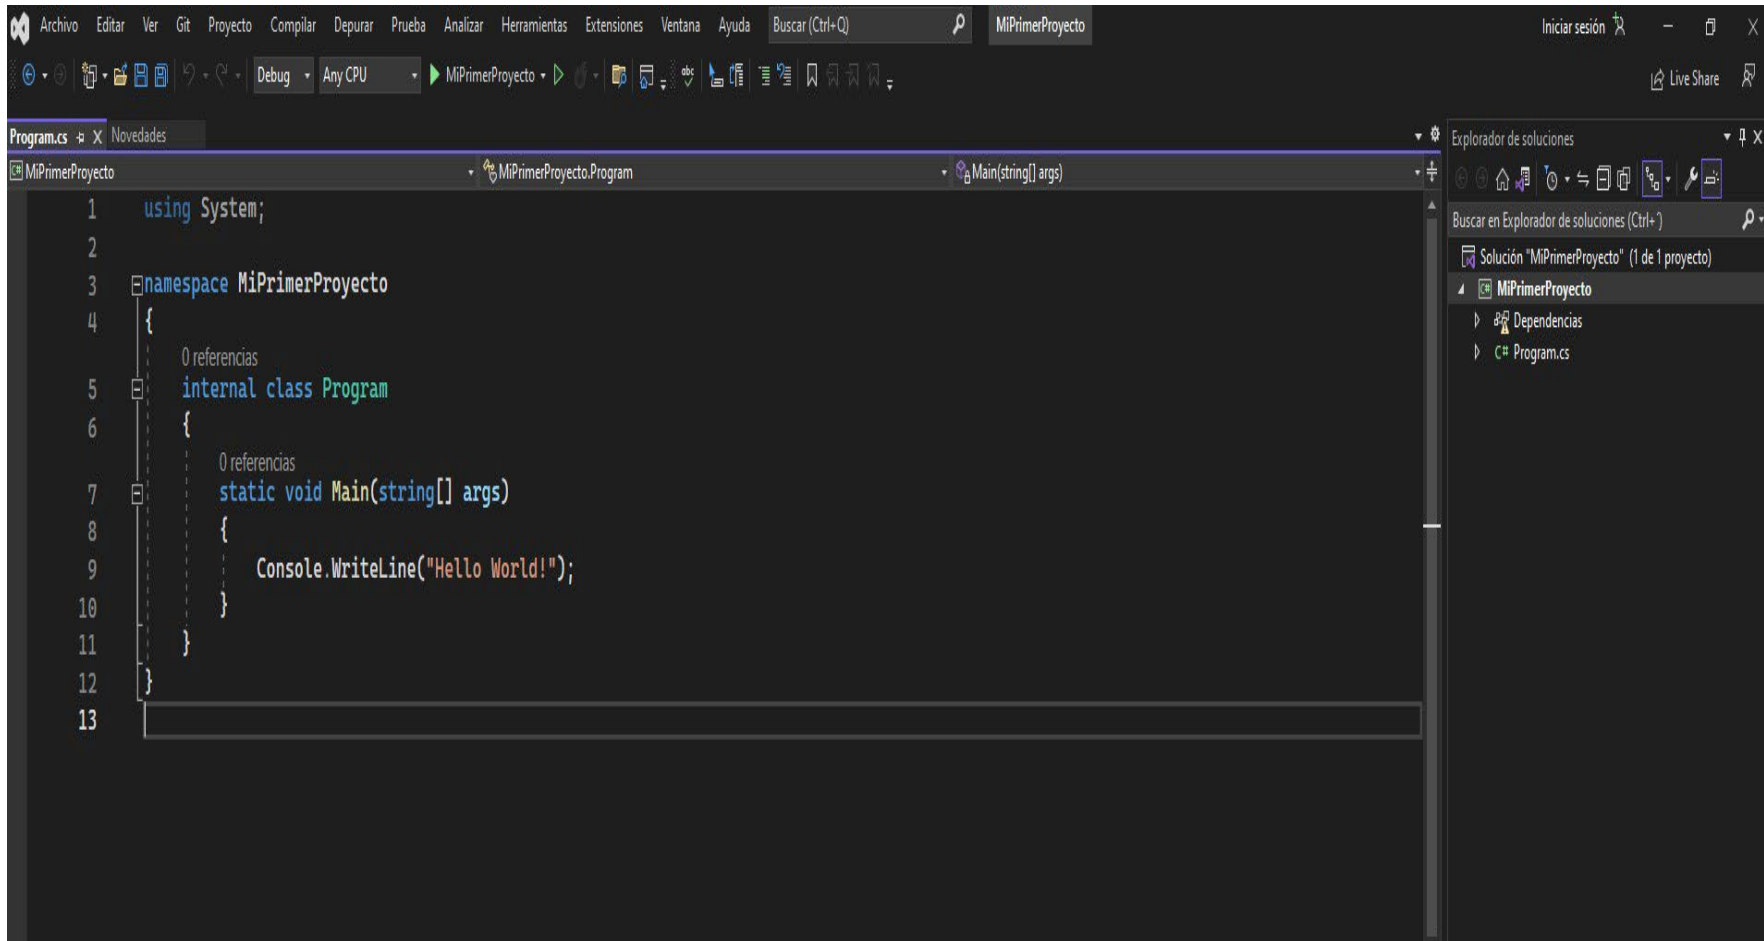 Archivo Editar Ver Git Proyecto Compilar Depurar Prueba Analizar Herramientas Extensiones Ventana Ayuda Buscar (Ctrl+Q) MiPrimerProyecto Iniciar sesión
Debug Any CPU MiPrimerProyecto Live Share
Program.cs Novedades
MiPrimerProyecto MiPrimerProyecto.Program Main(string[] args)
1 using System;
2
3 namespace MiPrimerProyecto
4 {
0 referencias
5 internal class Program
6 {
0 referencias
7 static void Main(string[] args)
8 {
9 Console.WriteLine("Hello World!");
10 }
11 }
12 }
13
Explorador de soluciones
Buscar en Explorador de soluciones (Ctrl+´)
Solución "MiPrimerProyecto" (1 de 1 proyecto)
C# MiPrimerProyecto
Dependencias
C# Program.cs